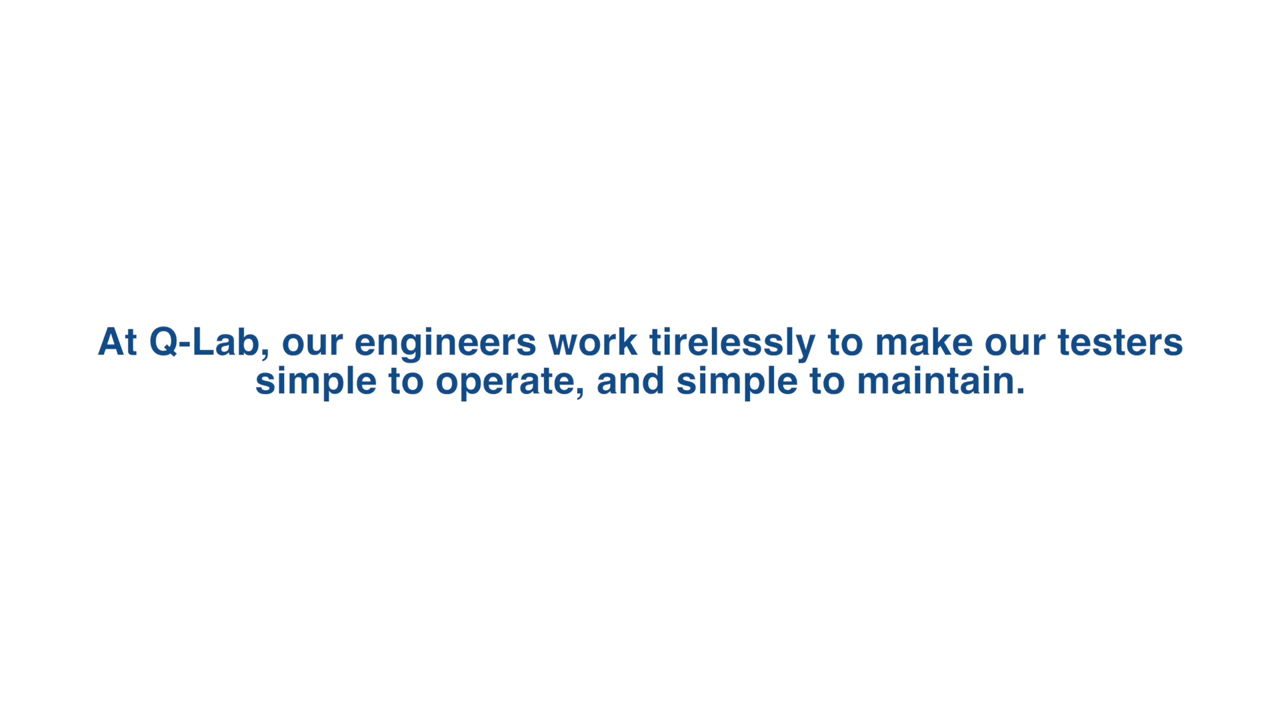 At Q-Lab, our engineers work tirelessly to make our testers
simple to operate, and simple to maintain.